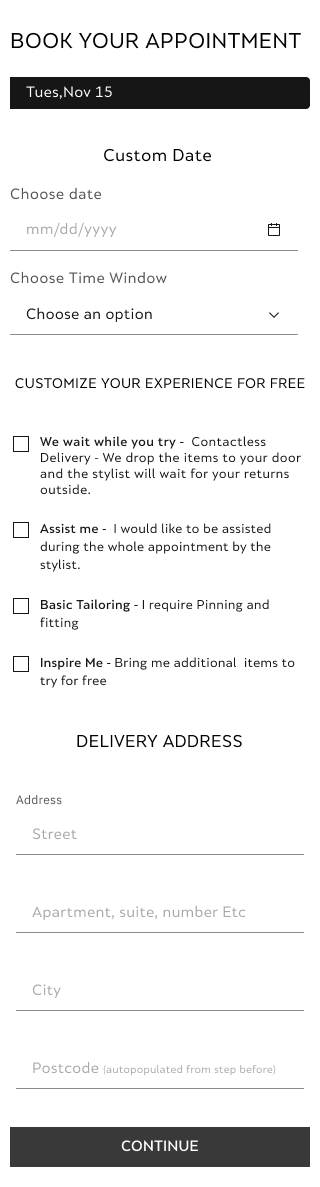 BOOK YOUR APPOINTMENT
Tues,Nov 15
Custom Date
Choose date
mm/dd/yyyy
Choose Time Window
Choose an option
CUSTOMIZE YOUR EXPERIENCE FOR FREE
We wait while you try -  Contactless
Delivery - We drop the items to your door
and the stylist will wait for your returns
outside.
Assist me -  I would like to be assisted
during the whole appointment by the
stylist.
Basic Tailoring - I require Pinning and
fitting
Inspire Me - Bring me additional  items to
try for free
DELIVERY ADDRESS
Address
Street
Apartment, suite, number Etc
City
Postcode (autopopulated from step before)
CONTINUE